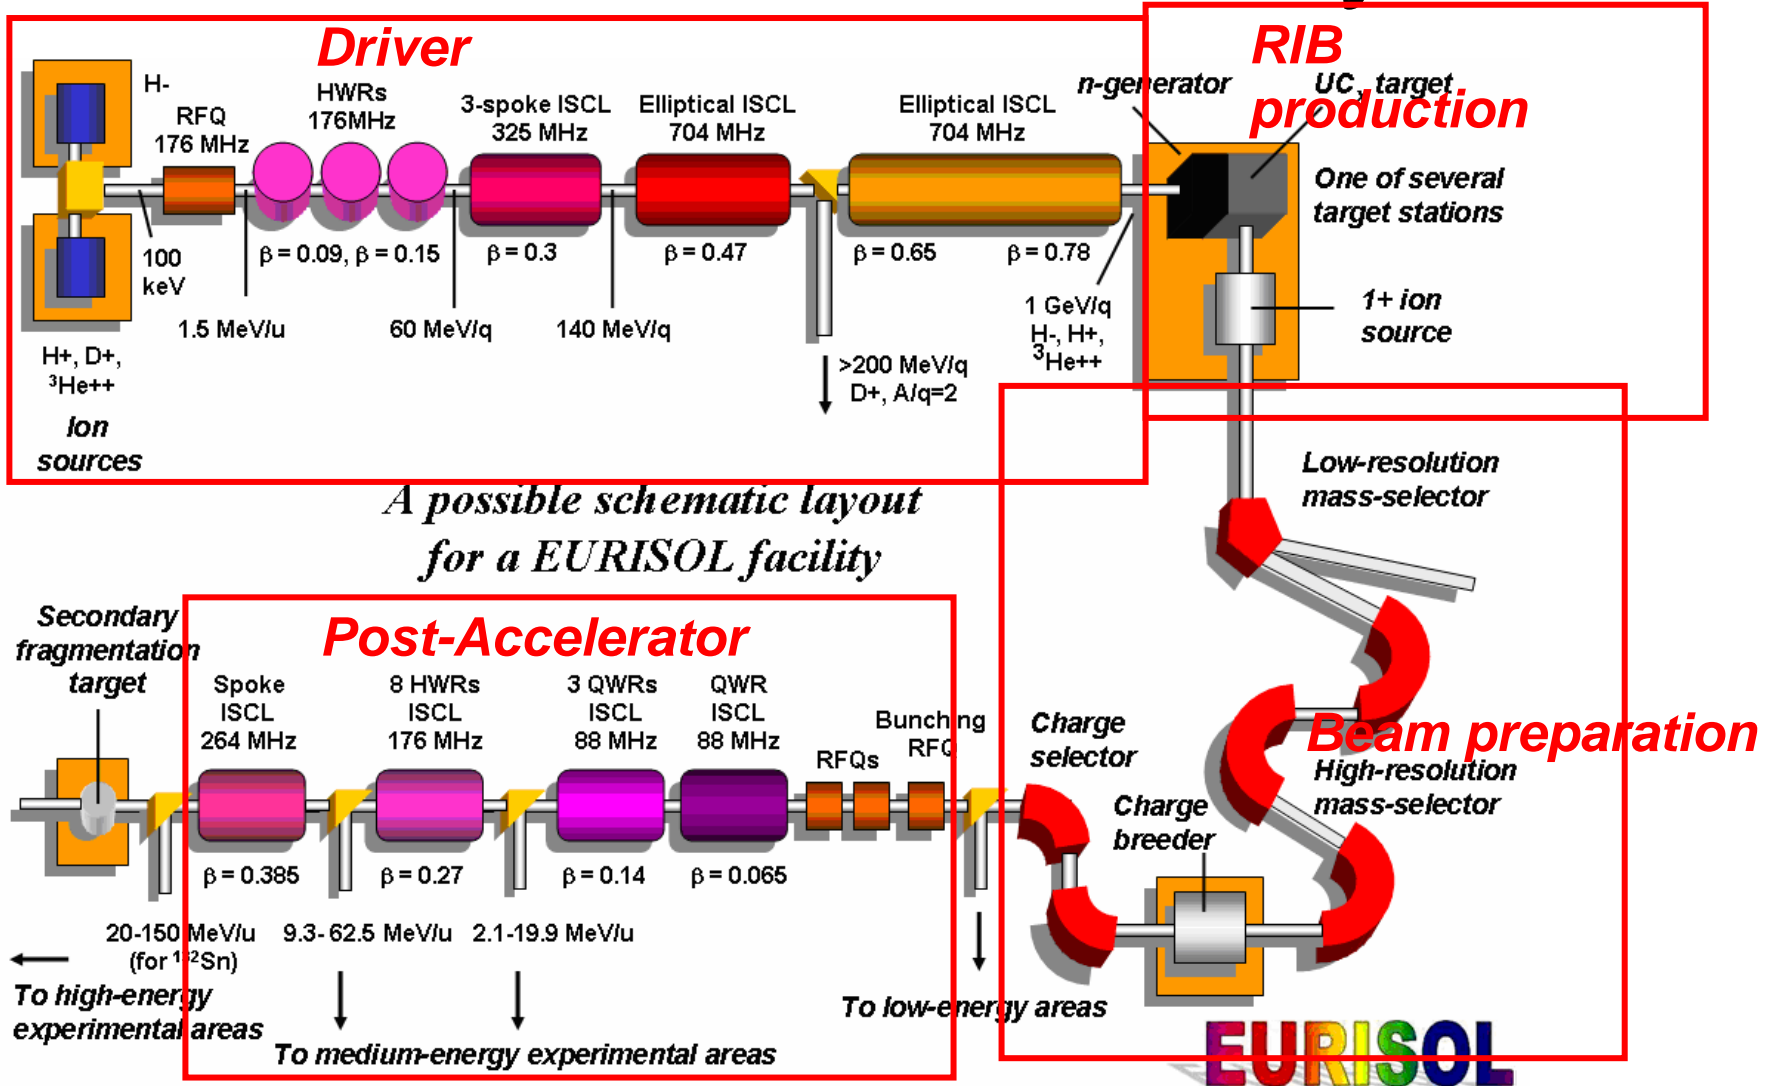 Driver
RIB
production
H-
RFQ
176 MHz
HWRs
176MHz
3-spoke ISCL
325 MHz
Elliptical ISCL
704 MHz
Elliptical ISCL
704 MHz
n-generator
UCx target
One of several
target stations
1+ ion
source
100
keV
β = 0.09, β = 0.15
β = 0.3
β = 0.47
β = 0.65
β = 0.78
1.5 MeV/u
60 MeV/q
140 MeV/q
1 GeV/q
H-, H+,
³He++
>200 MeV/q
D+, A/q=2
H+, D+,
³He++
Ion
sources
A possible schematic layout
for a EURISOL facility
Low-resolution
mass-selector
Secondary
fragmentation
target
Post-Accelerator
Spoke
ISCL
264 MHz
8 HWRs
ISCL
176 MHz
3 QWRs
ISCL
88 MHz
QWR
ISCL
88 MHz
RFQs
Bunching
RFQ
Charge
selector
Beam preparation
High-resolution
mass-selector
Charge
breeder
β = 0.385
β = 0.27
β = 0.14
β = 0.065
20-150 MeV/u
(for ¹³²Sn)
9.3- 62.5 MeV/u
2.1-19.9 MeV/u
To high-energy
experimental areas
To medium-energy experimental areas
To low-energy areas
EURISOL